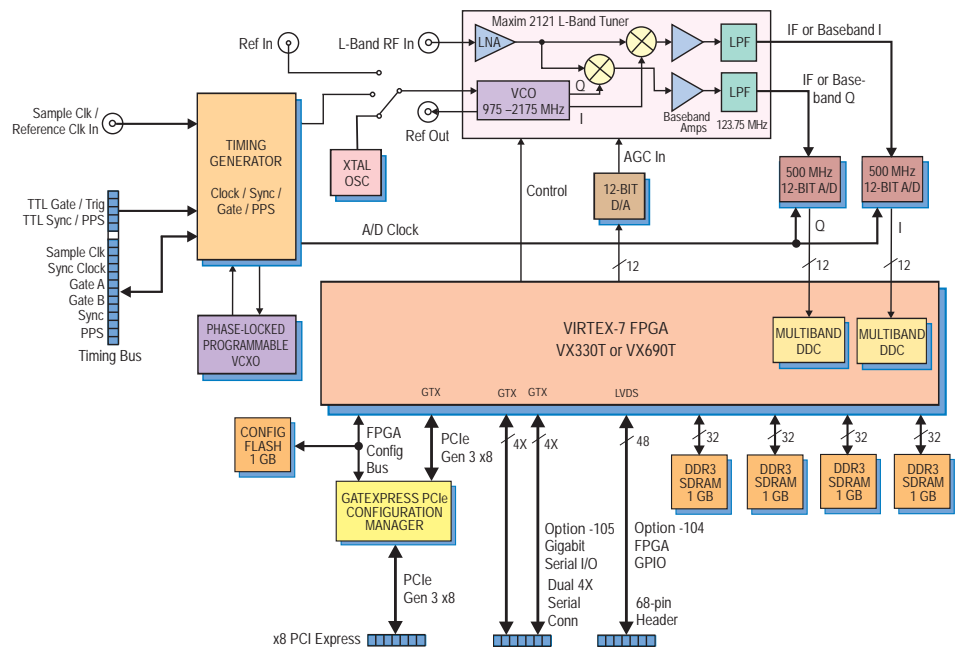 Maxim 2121 L-Band Tuner
Ref In
L-Band RF In
LNA
LPF
IF or Baseband I
IF or Base-
band Q
VCO
975 –2175 MHz
Q
I
LPF
Baseband
Amps
123.75 MHz
Ref Out
Sample Clk /
Reference Clk In
TIMING
GENERATOR
Clock / Sync /
Gate / PPS
XTAL
OSC
AGC In
Control
12-BIT
D/A
500 MHz
12-BIT A/D
500 MHz
12-BIT A/D
TTL Gate / Trig
TTL Sync / PPS
Sample Clk
Sync Clock
Gate A
Gate B
Sync
PPS
Timing Bus
A/D Clock
Q
I
12
12
12
PHASE-LOCKED
PROGRAMMABLE
VCXO
VIRTEX-7 FPGA
VX330T or VX690T
MULTIBAND
DDC
MULTIBAND
DDC
GTX
GTX
GTX
LVDS
CONFIG
FLASH
1 GB
FPGA
Config
Bus
PCIe
Gen 3 x8
4X
4X
48
32
32
32
32
DDR3
SDRAM
1 GB
DDR3
SDRAM
1 GB
DDR3
SDRAM
1 GB
DDR3
SDRAM
1 GB
GATEXPRESS PCIe
CONFIGURATION
MANAGER
Option -105
Gigabit
Serial I/O
Dual 4X
Serial
Conn
Option -104
FPGA
GPIO
68-pin
Header
PCIe
Gen 3 x8
x8 PCI Express